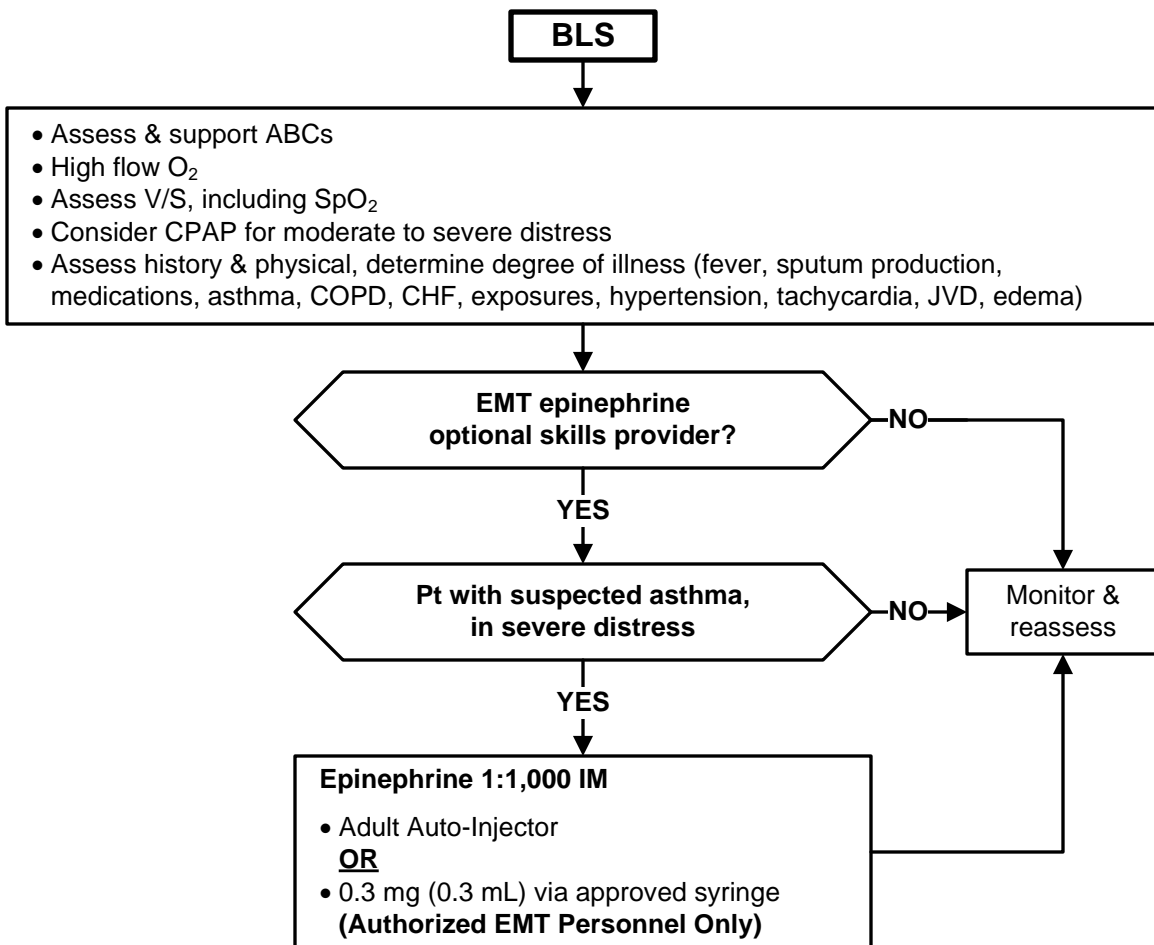 BLS
• Assess & support ABCs
• High flow O₂
• Assess V/S, including SpO₂
• Consider CPAP for moderate to severe distress
• Assess history & physical, determine degree of illness (fever, sputum production,
medications, asthma, COPD, CHF, exposures, hypertension, tachycardia, JVD, edema)
EMT epinephrine
optional skills provider?
NO
YES
Pt with suspected asthma,
in severe distress
NO
Monitor &
reassess
YES
Epinephrine 1:1,000 IM
• Adult Auto-Injector
OR
• 0.3 mg (0.3 mL) via approved syringe
(Authorized EMT Personnel Only)